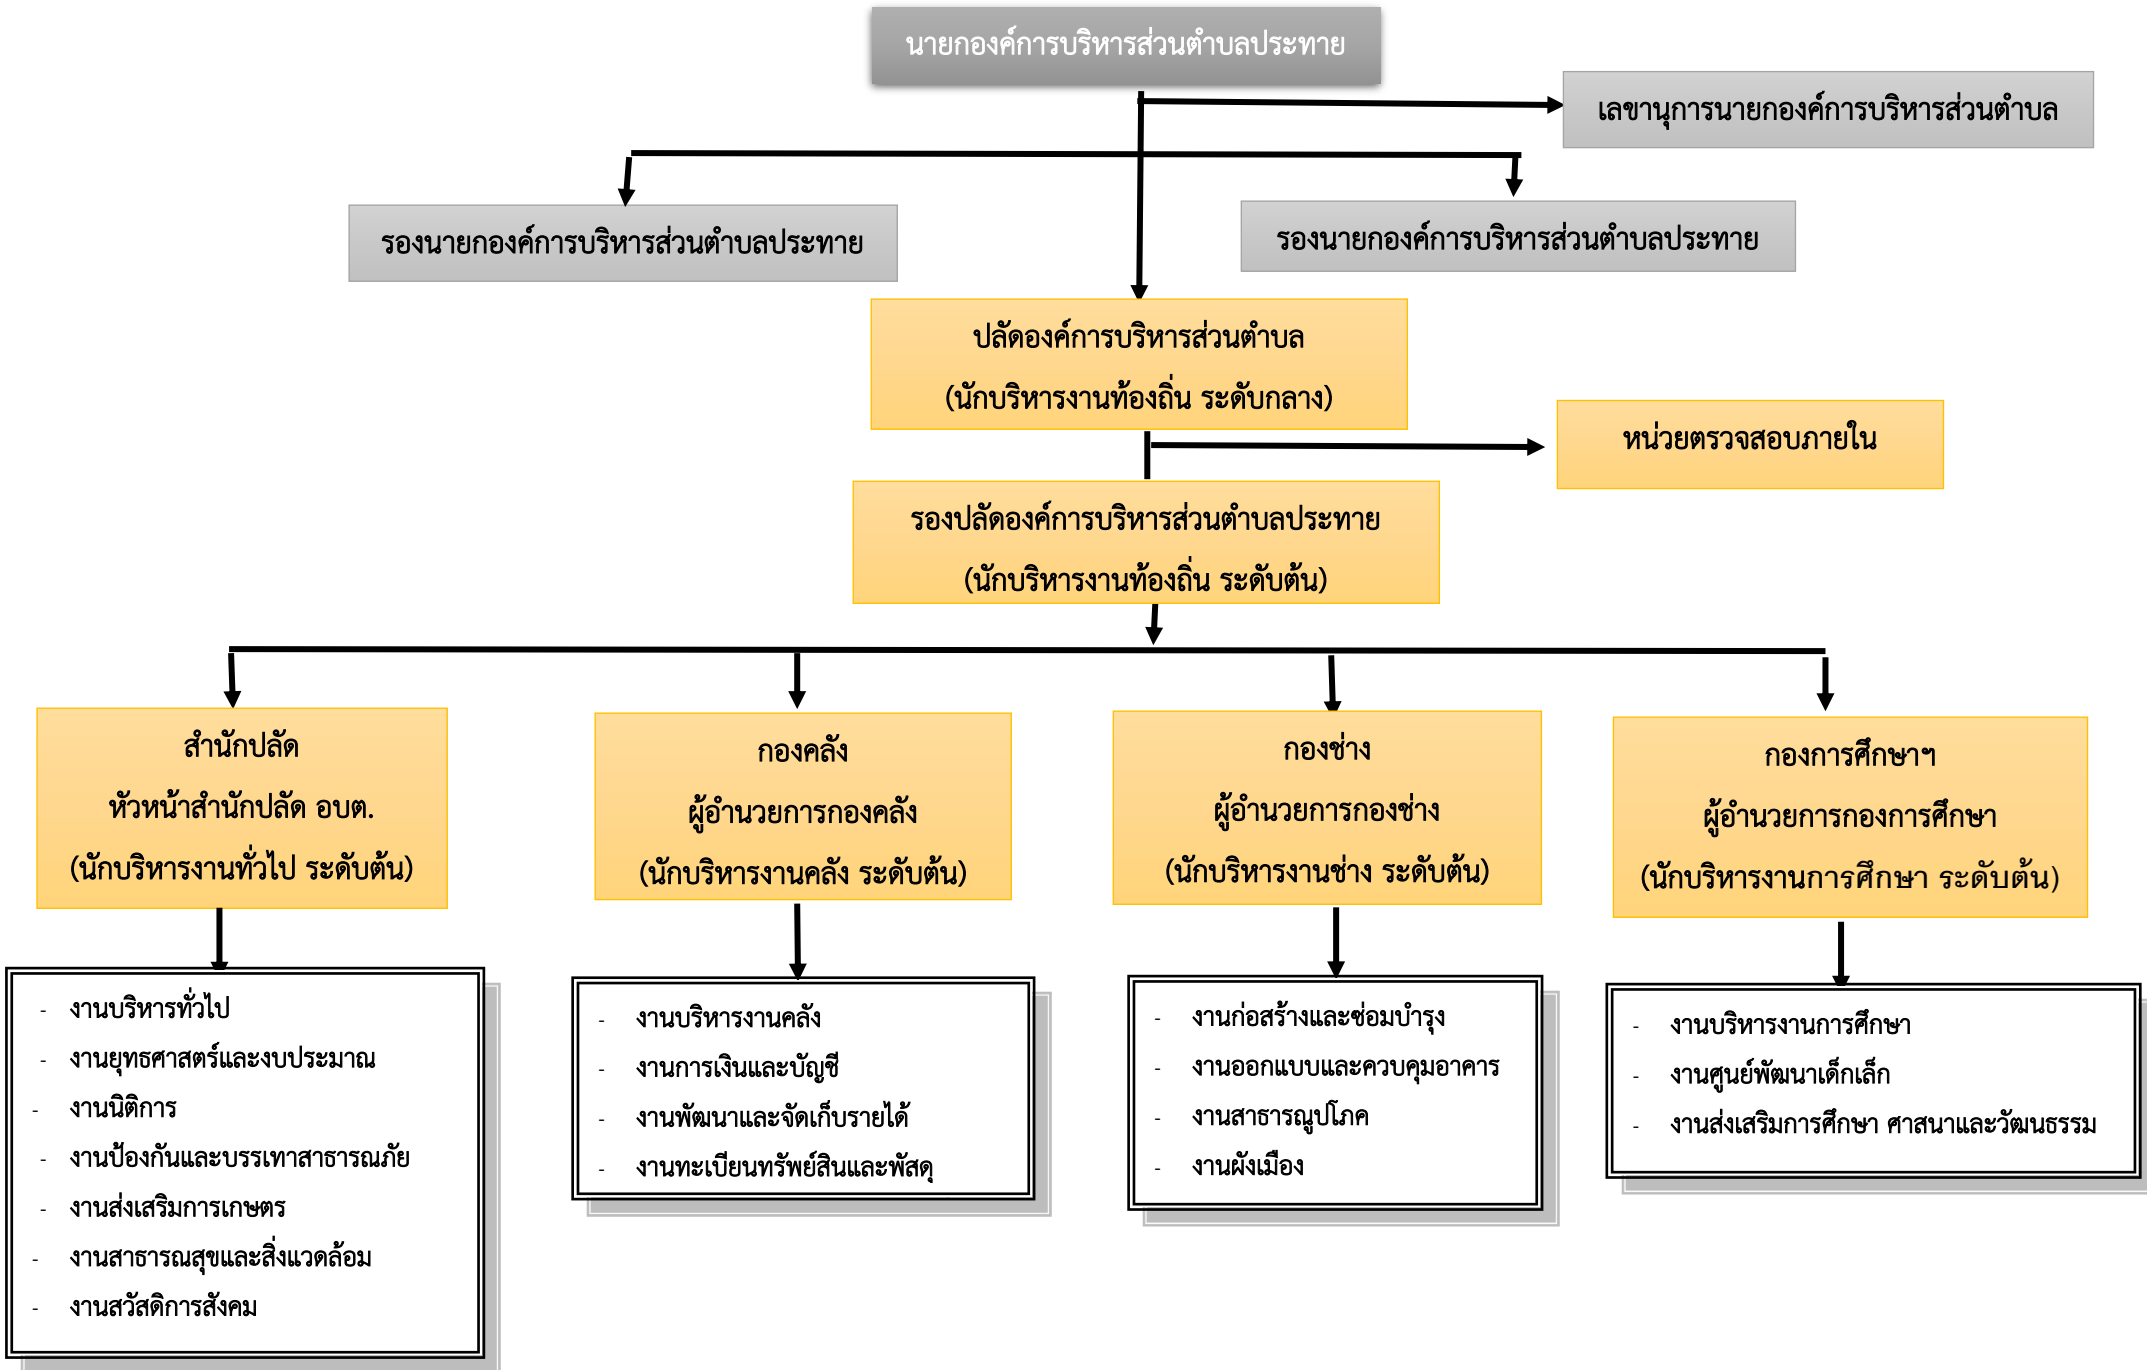 นายกองค์การบริหารส่วนตำบลประทาย
เลขานุการนายกองค์การบริหารส่วนตำบล
รองนายกองค์การบริหารส่วนตำบลประทาย
รองนายกองค์การบริหารส่วนตำบลประทาย
ปลัดองค์การบริหารส่วนตำบล
(นักบริหารงานท้องถิ่น ระดับกลาง)
หน่วยตรวจสอบภายใน
รองปลัดองค์การบริหารส่วนตำบลประทาย
(นักบริหารงานท้องถิ่น ระดับต้น)
สำนักปลัด
หัวหน้าสำนักปลัด อบต.
(นักบริหารงานทั่วไป ระดับต้น)
กองคลัง
ผู้อำนวยการกองคลัง
(นักบริหารงานคลัง ระดับต้น)
กองช่าง
ผู้อำนวยการกองช่าง
(นักบริหารงานช่าง ระดับต้น)
กองการศึกษาฯ
ผู้อำนวยการกองการศึกษา
(นักบริหารงานการศึกษา ระดับต้น)
- งานบริหารทั่วไป
- งานยุทธศาสตร์และงบประมาณ
- งานนิติการ
- งานป้องกันและบรรเทาสาธารณภัย
- งานส่งเสริมการเกษตร
- งานสาธารณสุขและสิ่งแวดล้อม
- งานสวัสดิการสังคม
- งานบริหารงานคลัง
- งานการเงินและบัญชี
- งานพัฒนาและจัดเก็บรายได้
- งานทะเบียนทรัพย์สินและพัสดุ
- งานก่อสร้างและซ่อมบำรุง
- งานออกแบบและควบคุมอาคาร
- งานสาธารณูปโภค
- งานผังเมือง
- งานบริหารงานการศึกษา
- งานศูนย์พัฒนาเด็กเล็ก
- งานส่งเสริมการศึกษา ศาสนาและวัฒนธรรม